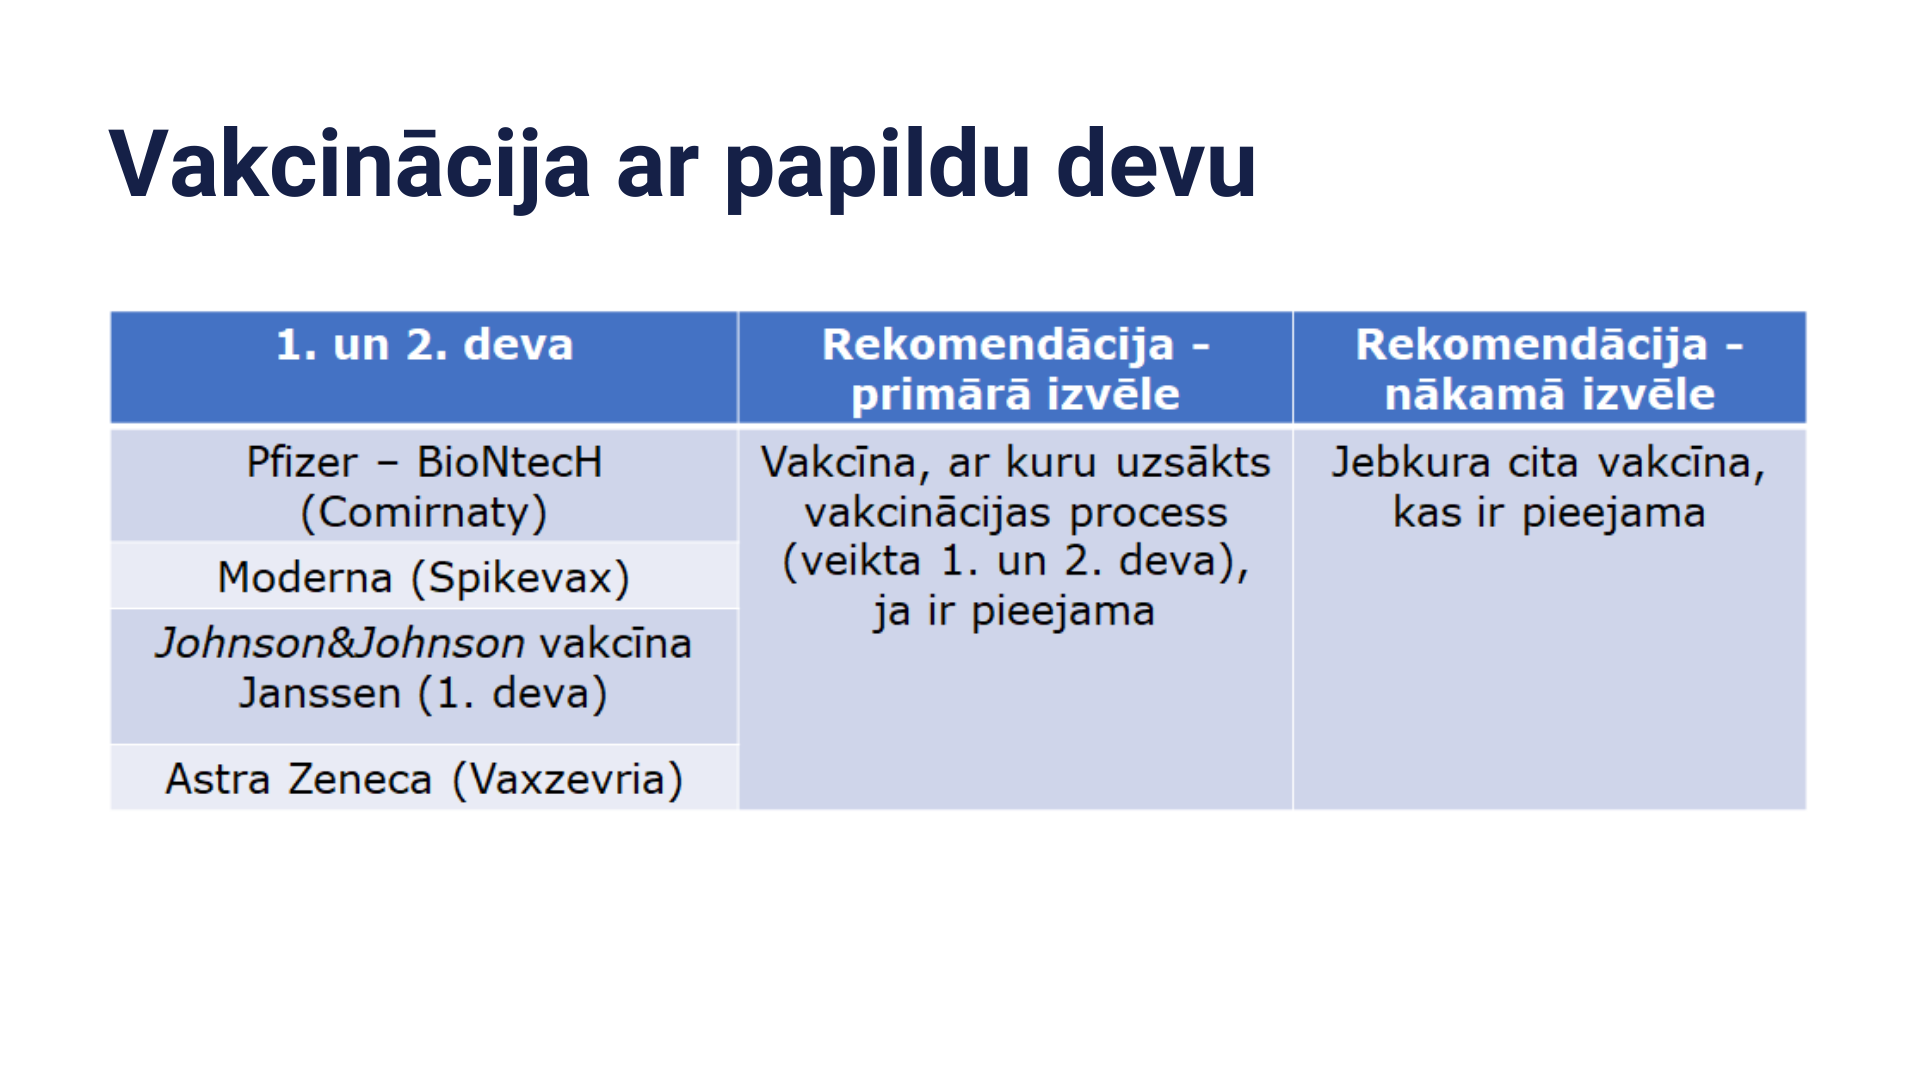 Vakcinācija ar papildu devu
1. un 2. deva
Rekomendācija -
primārā izvēle
Rekomendācija -
nākamā izvēle
Pfizer – BioNtecH
(Comirnaty)
Vakcīna, ar kuru uzsākts
vakcinācijas process
(veikta 1. un 2. deva),
ja ir pieejama
Jebkura cita vakcīna,
kas ir pieejama
Moderna (Spikevax)
Johnson&Johnson vakcīna
Janssen (1. deva)
Astra Zeneca (Vaxzevria)